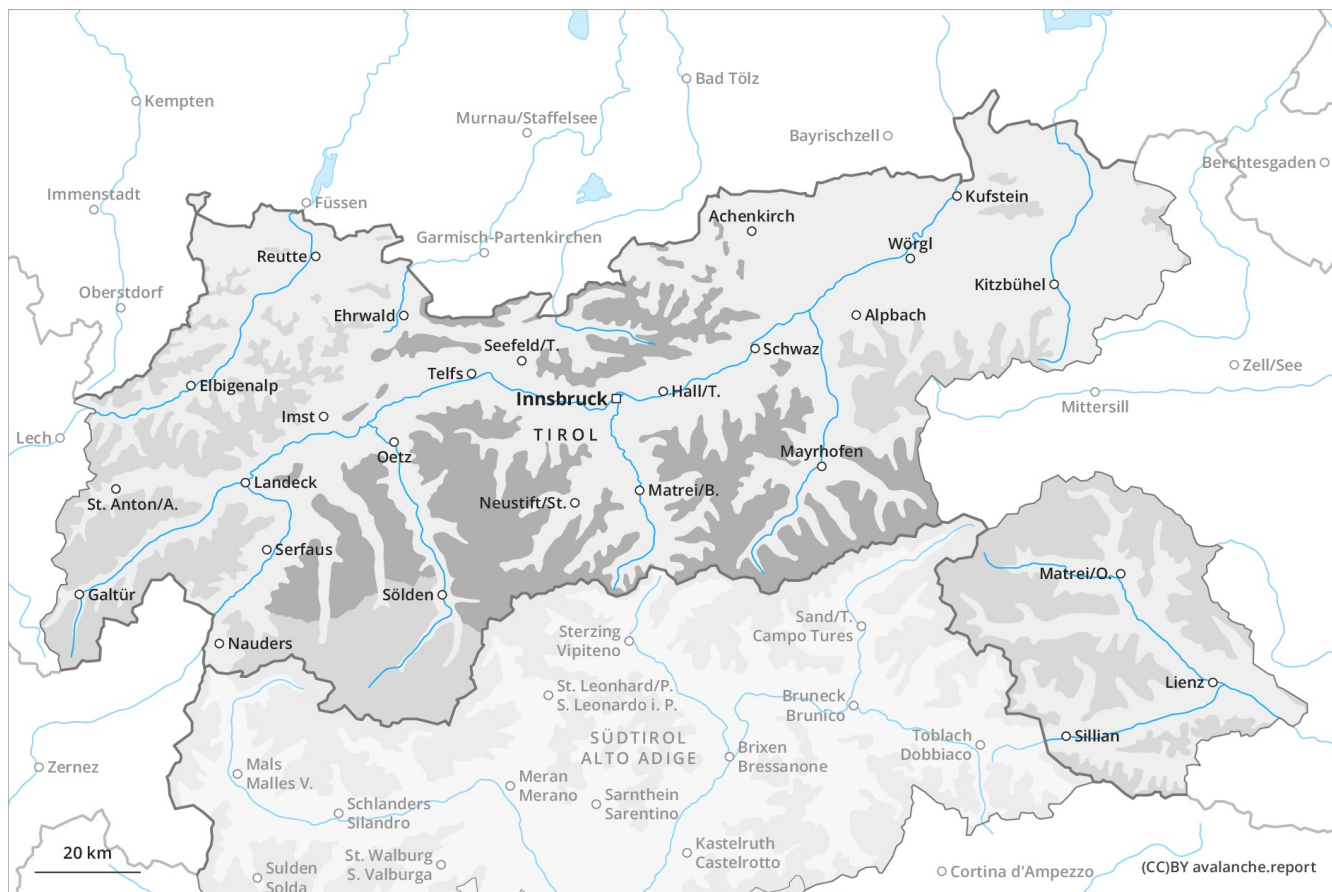 Bad Tölz
Kempten
Murnau/Staffelsee
Bayrischzell
Berchtesgaden
Immenstadt
Füssen
Kufstein
Achenkirch
Garmisch-Partenkirchen
Wörgl
Reutte
Kitzbühel
Oberstdorf
Ehrwald
Alpbach
Seefeld/T.
Schwaz
Zell/See
Telfs
Elbigenalp
Hall/T.
Innsbruck
Mittersill
Imst
TIROL
Lech
Oetz
Mayrhofen
Landeck
Matrei/B.
St. Anton/A.
Neustift/St.
Serfaus
Matrei/O.
Galtür
Sölden
Sand/T.
Campo Tures
Sterzing
Vipiteno
Nauders
Lienz
St. Leonhard/P.
S. Leonardo i. P.
Bruneck
Brunico
Sillian
Toblach
Dobbiaco
SÜDTIROL
ALTO ADIGE
Brixen
Bressanone
Zernez
Mals
Malles V.
Meran
Merano
Sarnthein
Sarentino
Schlanders
Silandro
Kastelruth
Castelrotto
20 km
St. Walburg
S. Valburga
Sulden
Solda
Cortina d'Ampezzo
(CC)BY avalanche.report